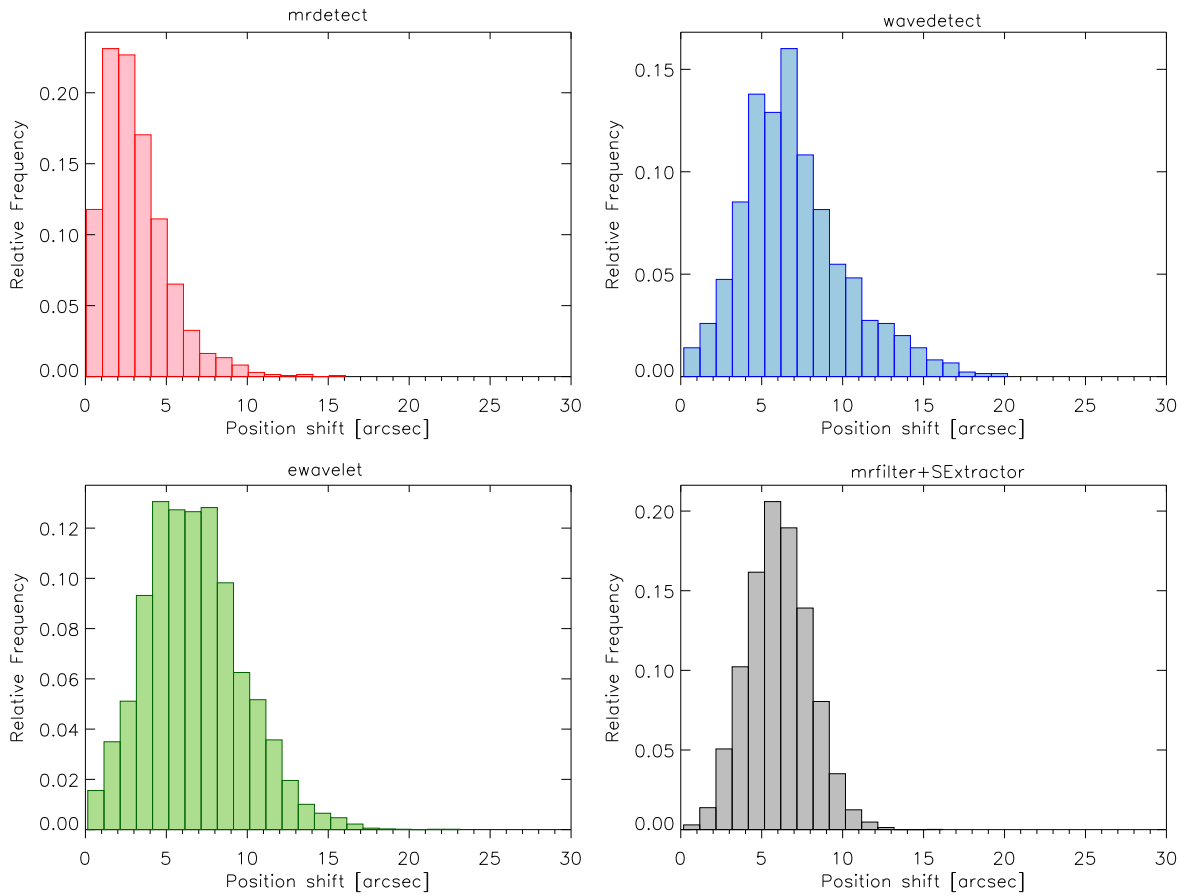 mrdetect
Relative Frequency
0.20
0.15
0.10
0.05
0.00
0 5 10 15 20 25 30
Position shift [arcsec]
wavedetect
Relative Frequency
0.15
0.10
0.05
0.00
0 5 10 15 20 25 30
Position shift [arcsec]
ewavelet
Relative Frequency
0.12
0.10
0.08
0.06
0.04
0.02
0.00
0 5 10 15 20 25 30
Position shift [arcsec]
mrfilter+SExtractor
Relative Frequency
0.20
0.15
0.10
0.05
0.00
0 5 10 15 20 25 30
Position shift [arcsec]